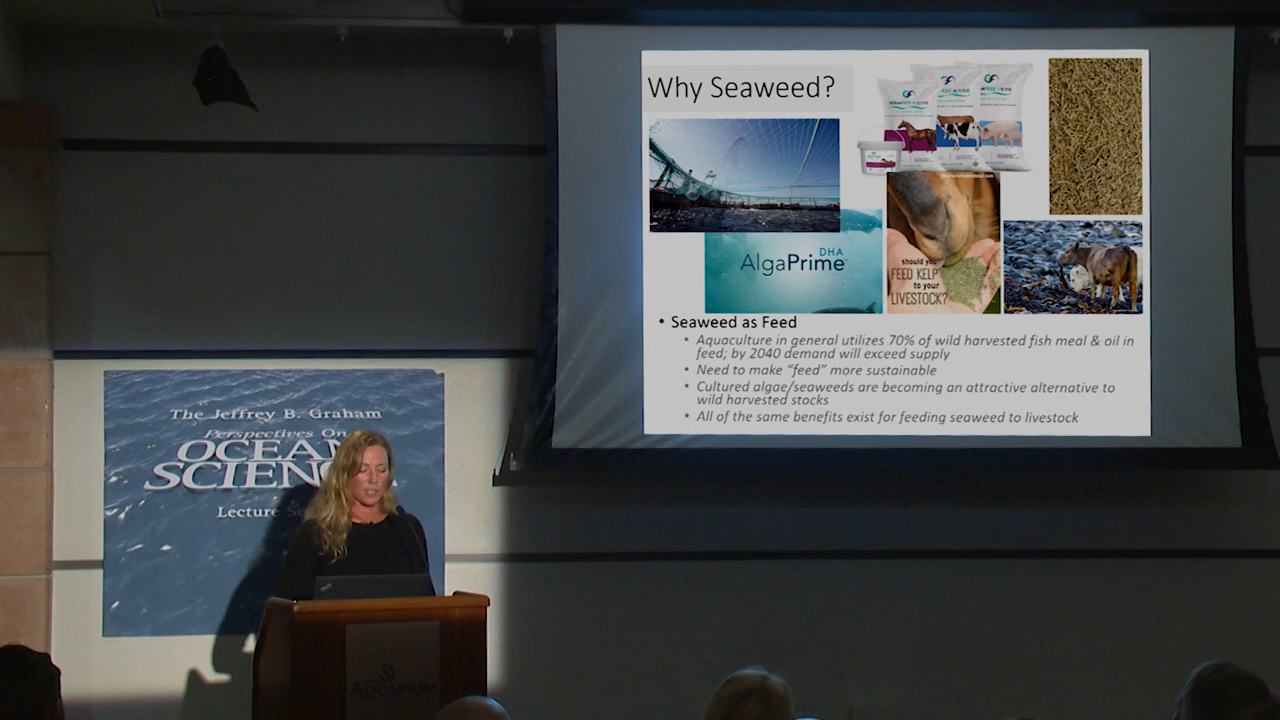 Why Seaweed?
DHA
AlgaPrime
should you
FEED KELP
to your
LIVESTOCK?
• Seaweed as Feed
• Aquaculture in general utilizes 70% of wild harvested fish meal & oil in
feed; by 2040 demand will exceed supply
• Need to make “feed” more sustainable
• Cultured algae/seaweeds are becoming an attractive alternative to
wild harvested stocks
• All of the same benefits exist for feeding seaweed to livestock
The Jeffrey B. Graham
Perspectives On
OCEAN
SCIENC
Lecture Se
AQUARIUM